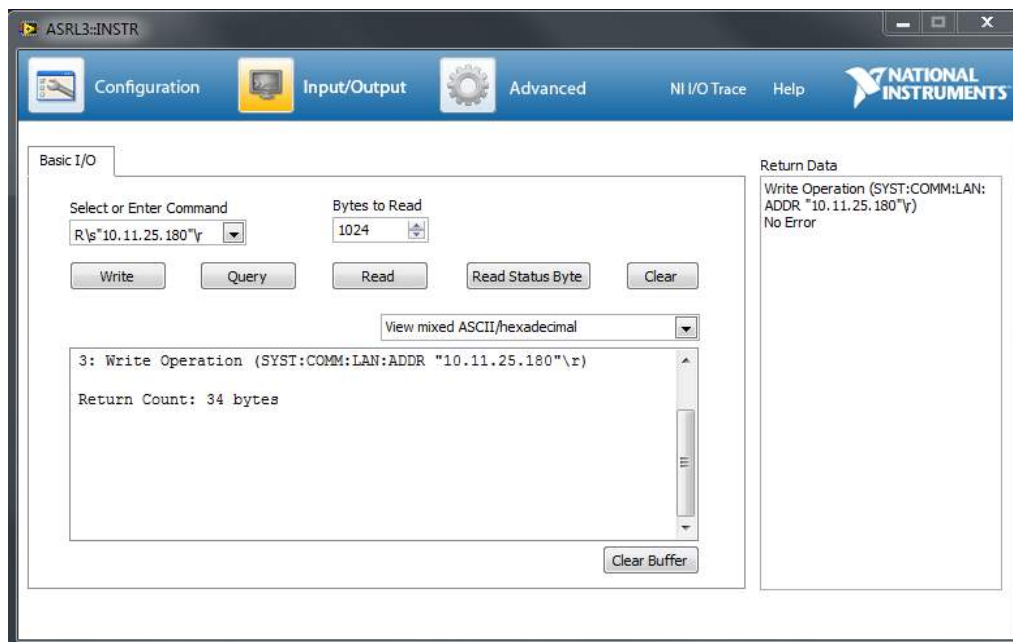 ASRL3::INSTR
Configuration
Input/Output
Advanced
NI I/O Trace
Help
NATIONAL
INSTRUMENTS
Basic I/O
Select or Enter Command
Bytes to Read
R\s"10.11.25.180"\r
1024
Write
Query
Read
Read Status Byte
Clear
View mixed ASCII/hexadecimal
3: Write Operation (SYST:COMM:LAN:ADDR "10.11.25.180"\r)
Return Count: 34 bytes
Clear Buffer
Return Data
Write Operation (SYST:COMM:LAN:
ADDR "10.11.25.180"\r)
No Error